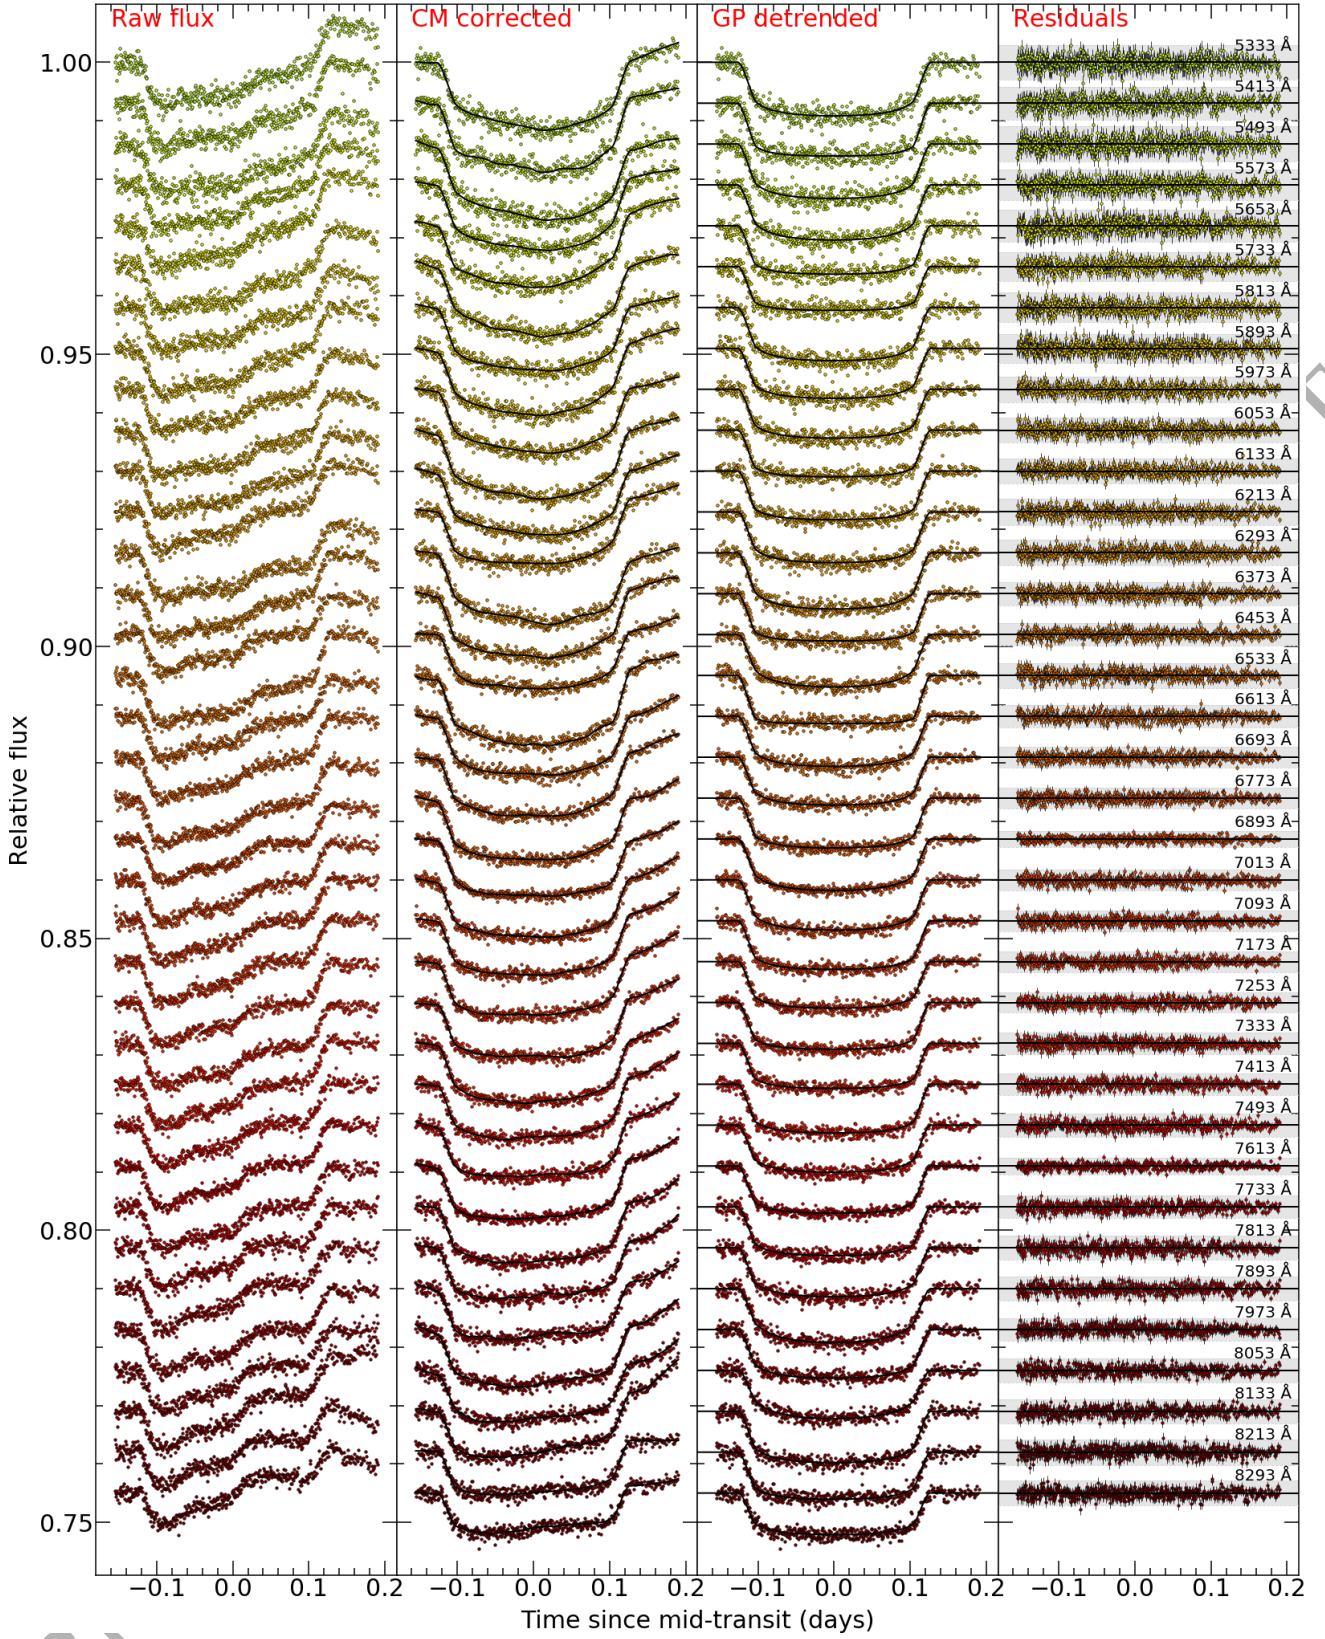 Raw flux
CM corrected
GP detrended
Residuals
1.00
0.95
0.90
0.85
0.80
0.75
Relative flux
5333 Å
5413 Å
5493 Å
5573 Å
5653 Å
5733 Å
5813 Å
5893 Å
5973 Å
6053 Å
6133 Å
6213 Å
6293 Å
6373 Å
6453 Å
6533 Å
6613 Å
6693 Å
6773 Å
6893 Å
7013 Å
7093 Å
7173 Å
7253 Å
7333 Å
7413 Å
7493 Å
7613 Å
7733 Å
7813 Å
7893 Å
7973 Å
8053 Å
8133 Å
8213 Å
8293 Å
−0.1 0.0 0.1 0.2
−0.1 0.0 0.1 0.2
−0.1 0.0 0.1 0.2
−0.1 0.0 0.1 0.2
Time since mid-transit (days)